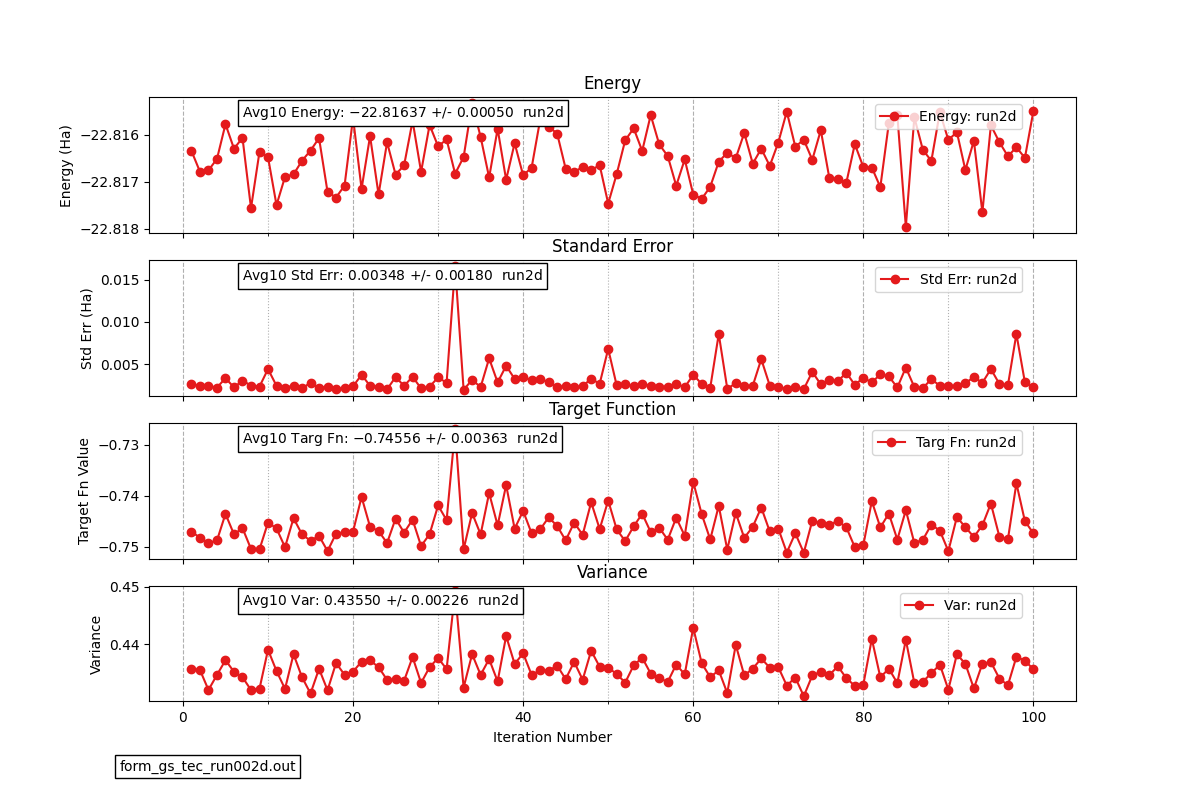 Energy
Avg10 Energy: −22.81637 +/- 0.00050 run2d
Energy: run2d
Energy (Ha)
−22.816
−22.817
−22.818
Standard Error
Avg10 Std Err: 0.00348 +/- 0.00180 run2d
Std Err: run2d
Std Err (Ha)
0.015
0.010
0.005
Target Function
Avg10 Targ Fn: −0.74556 +/- 0.00363 run2d
Targ Fn: run2d
Target Fn Value
−0.73
−0.74
−0.75
Variance
Avg10 Var: 0.43550 +/- 0.00226 run2d
Var: run2d
Variance
0.45
0.44
0 20 40 60 80 100
Iteration Number
form_gs_tec_run002d.out